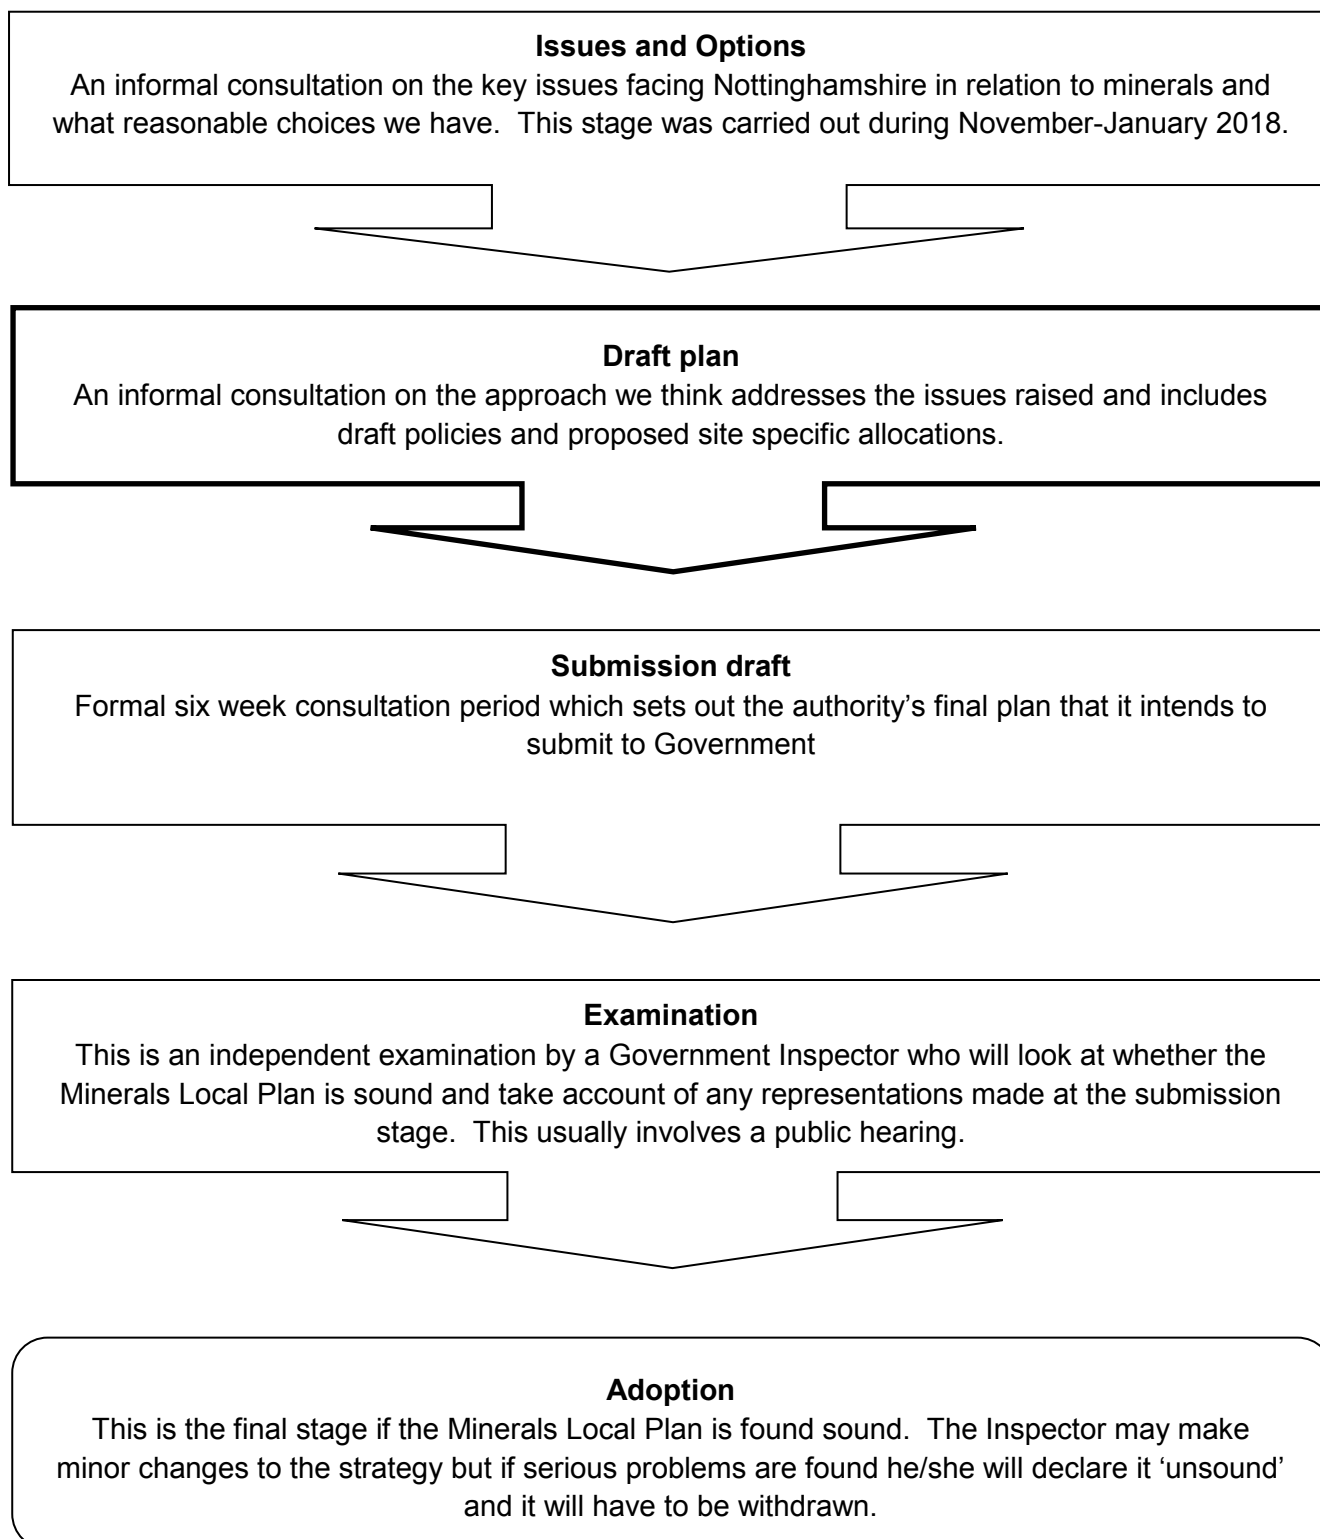 Issues and Options
An informal consultation on the key issues facing Nottinghamshire in relation to minerals and
what reasonable choices we have.  This stage was carried out during November-January 2018.
Draft plan
An informal consultation on the approach we think addresses the issues raised and includes
draft policies and proposed site specific allocations.
Submission draft
Formal six week consultation period which sets out the authority’s final plan that it intends to
submit to Government
Examination
This is an independent examination by a Government Inspector who will look at whether the
Minerals Local Plan is sound and take account of any representations made at the submission
stage.  This usually involves a public hearing.
Adoption
This is the final stage if the Minerals Local Plan is found sound.  The Inspector may make
minor changes to the strategy but if serious problems are found he/she will declare it ‘unsound’
and it will have to be withdrawn.